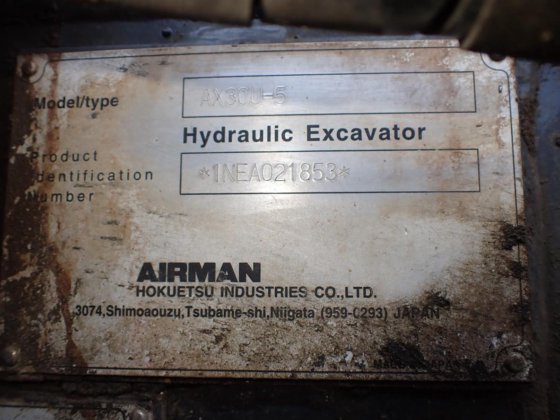 Model/type AX30U-5
Hydraulic Excavator
Product
Identification *1NEA021853*
Number
AIRMAN
HOKUETSU INDUSTRIES CO.,LTD.
3074,Shimoaouzu,Tsubame-shi,Niigata (959-0293) JAPAN